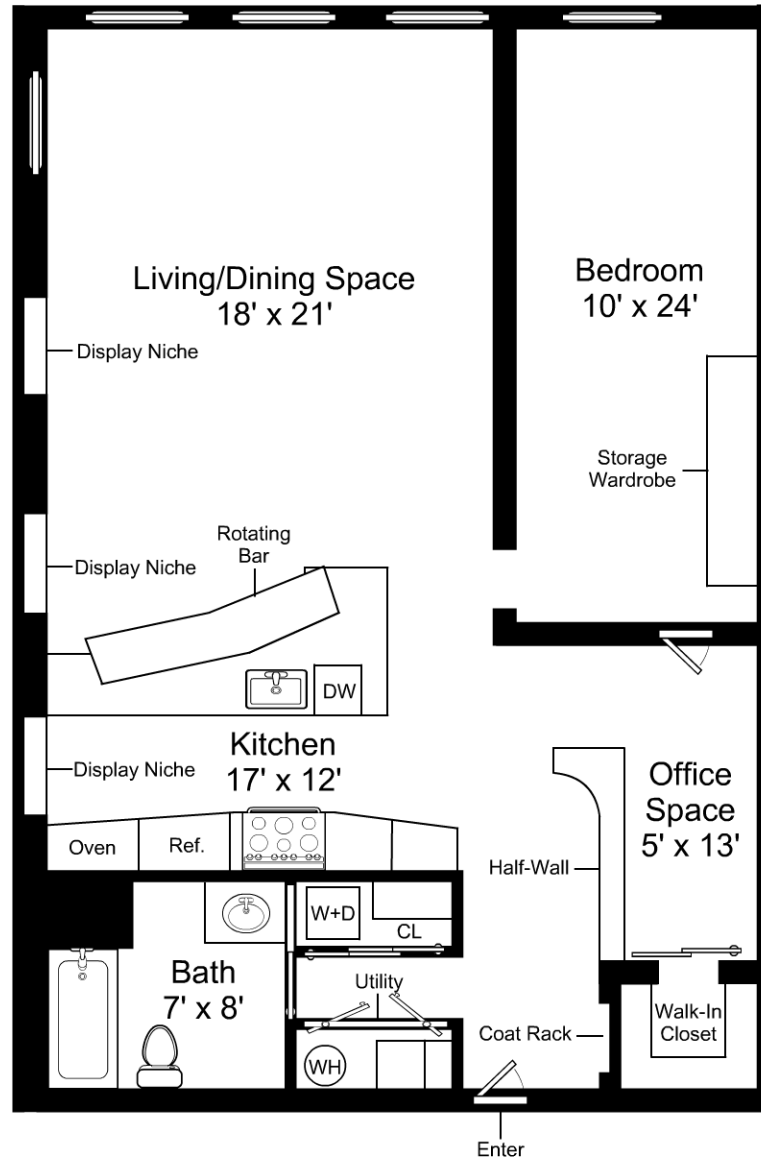 Living/Dining Space
18' x 21'
Bedroom
10' x 24'
Display Niche
Storage
Wardrobe
Rotating
Bar
Display Niche
DW
Kitchen
17' x 12'
Display Niche
Office
Space
5' x 13'
Oven
Ref.
Half-Wall
W+D
CL
Bath
7' x 8'
Utility
Walk-In
Closet
Coat Rack
WH
Enter